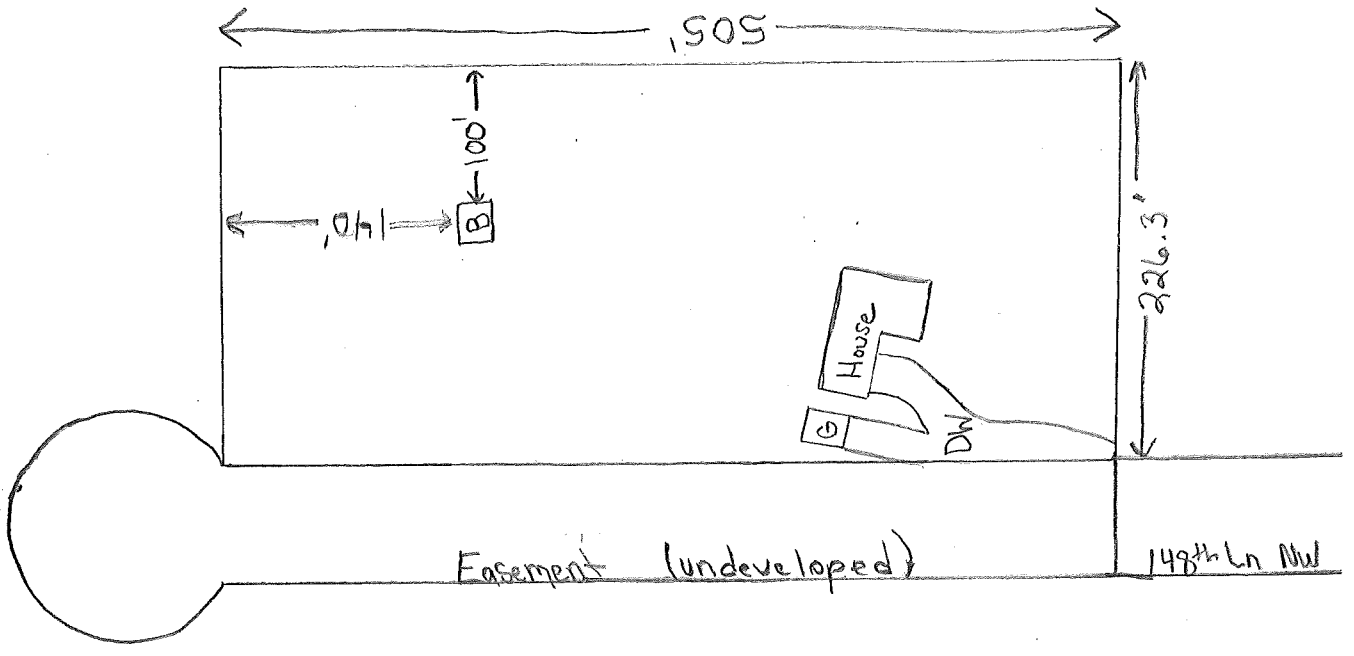 505'
100'
140'
B
226.3'
House
G
DW
Easement (undeveloped)
148th Ln NW